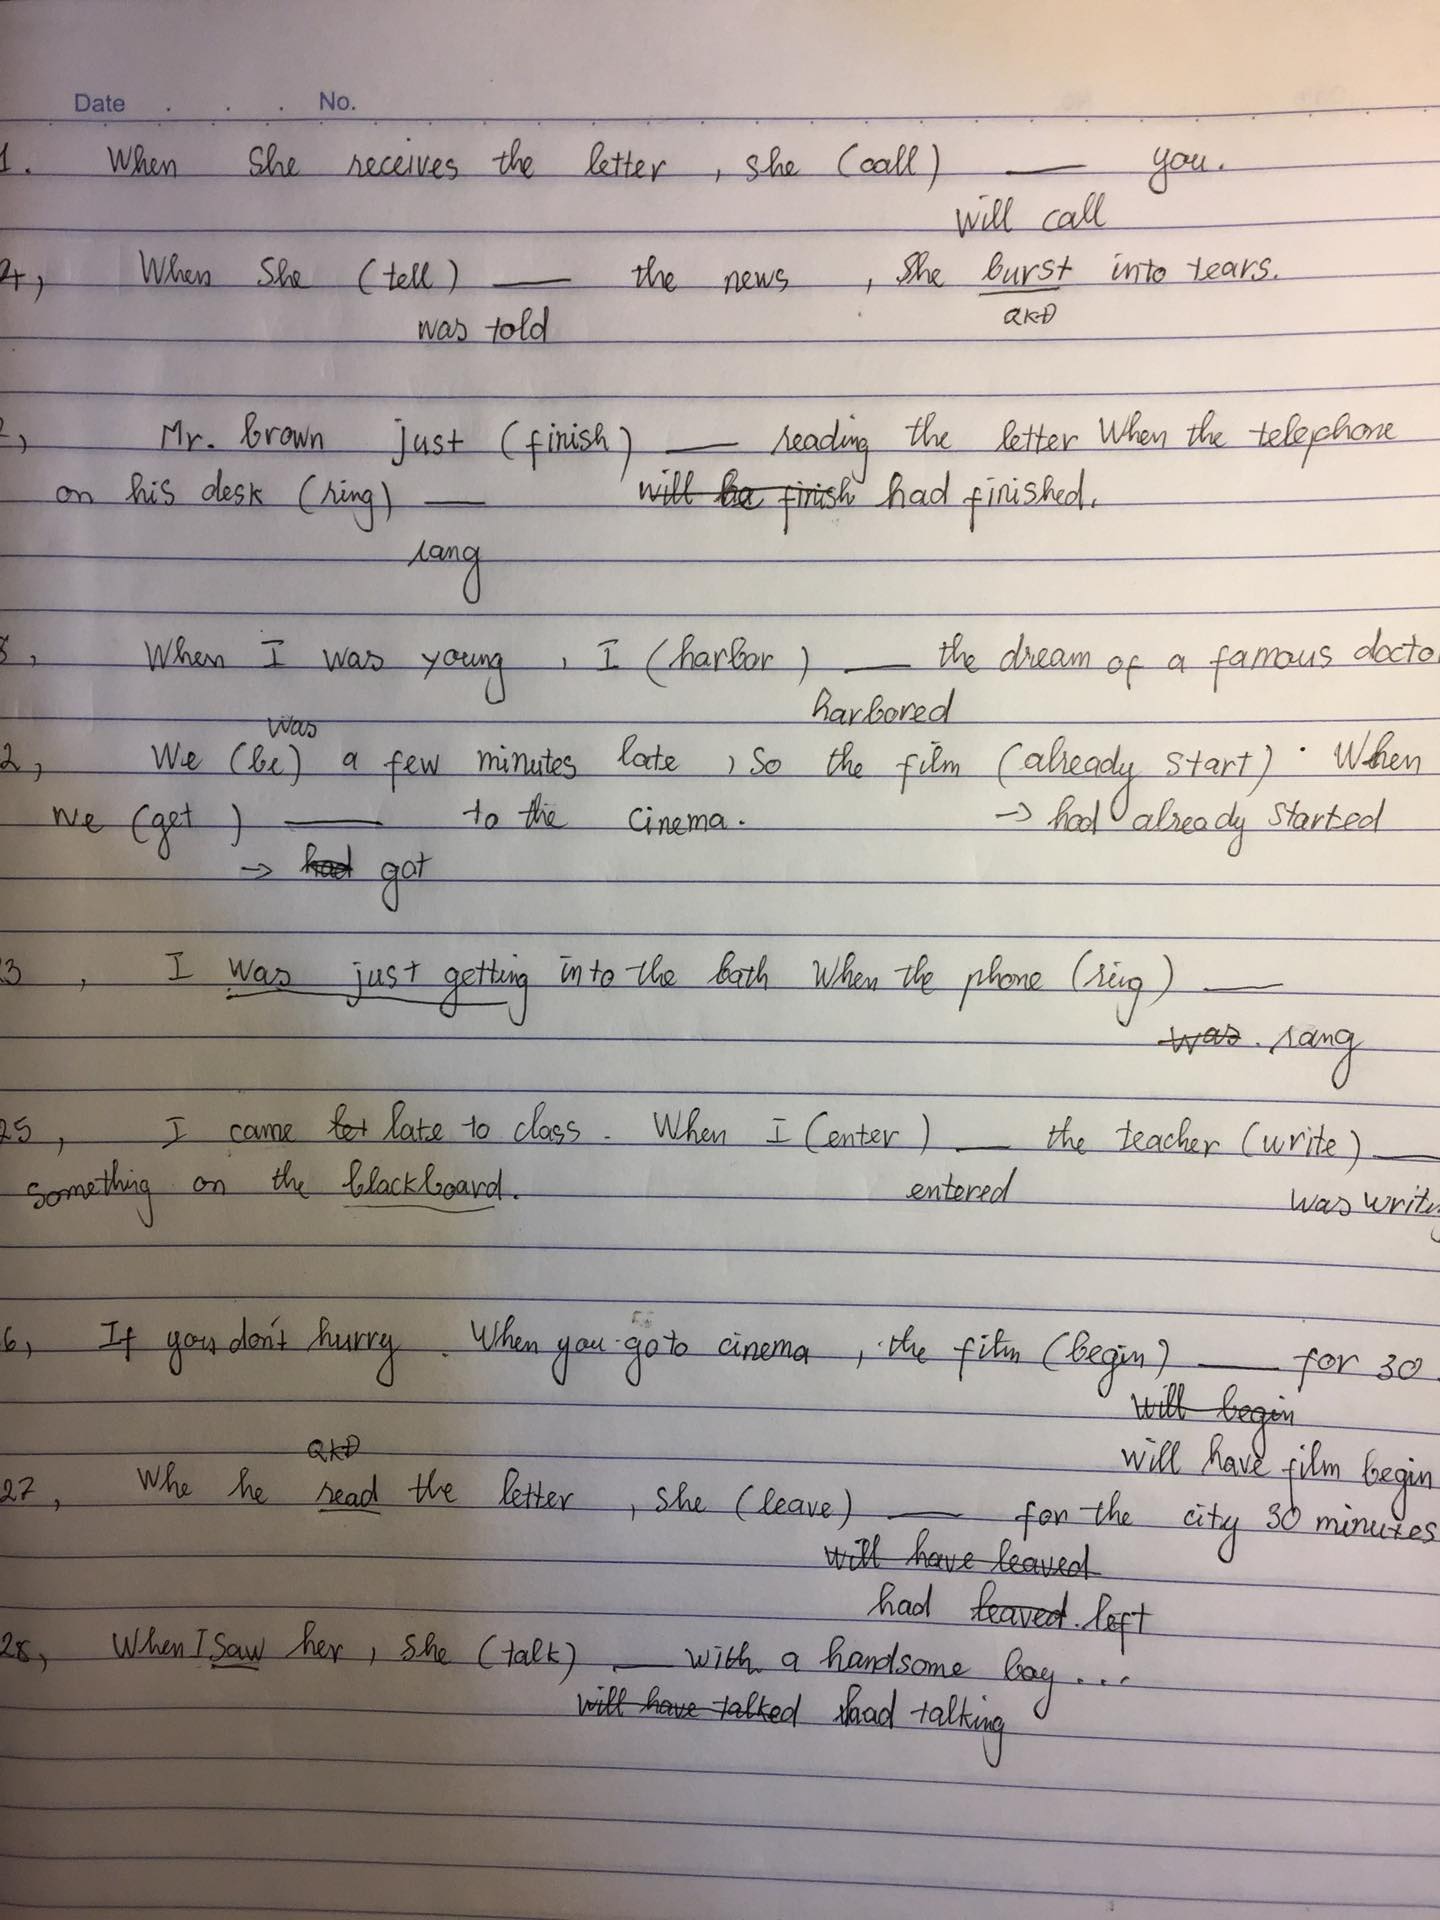 Date . . . No.
1. When She receives the letter , she (call) ___ you.
will call
4, When She (tell) ___ the news , She burst into tears.
was told QKĐ
2, Mr. brown just (finish) ___ reading the letter When the telephone
on his desk (ring) ___ will be finish had finished.
rang
8, When I was young , I (harbor) ___ the dream of a famous docto
harbored
was
2, We (be) a few minutes late , So the film (already start) . When
we (get ) ___ to the cinema. → had already started
→ had got
3 , I was just getting into the bath When the phone (ring) ___
was . rang
25 , I came let late to class . When I (enter ) ___ the teacher (write) ___
something on the blackboard. entered was writing
6, If you don't hurry . When you go to cinema , the film (begin) ___ for 30
will begin
QKĐ will have film begin
27 , Whe he read the letter , she (leave) ___ for the city 30 minutes
will have leaved
had leaved . left
28, When I saw her , she (talk) ___ with a handsome boy ...
will have talked had talking